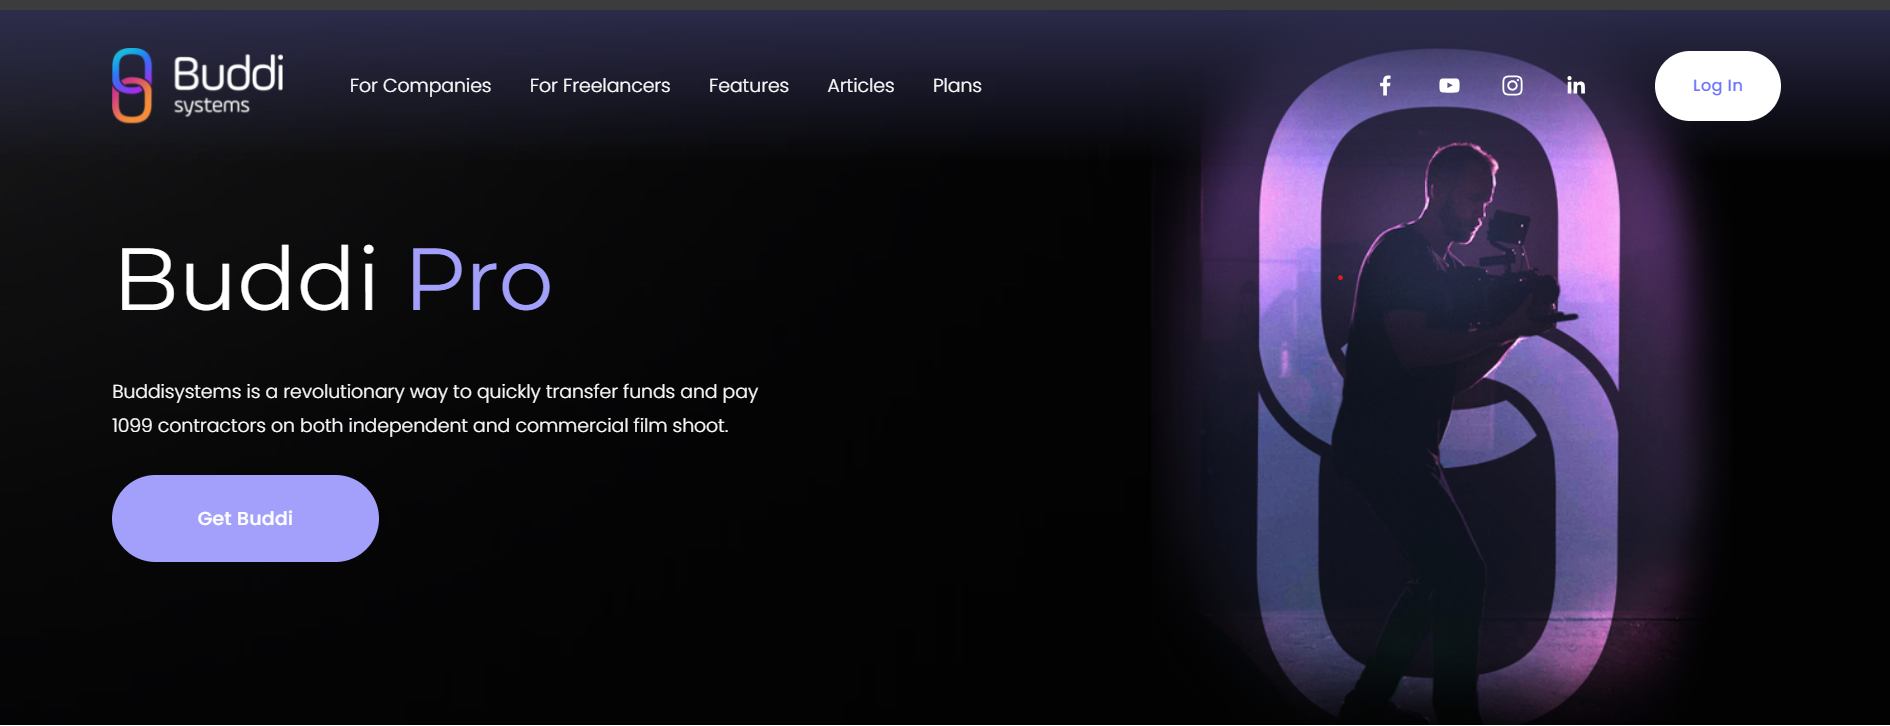 Buddi
systems
For Companies For Freelancers Features Articles Plans
Log In
Buddi Pro
Buddisystems is a revolutionary way to quickly transfer funds and pay
1099 contractors on both independent and commercial film shoot.
Get Buddi